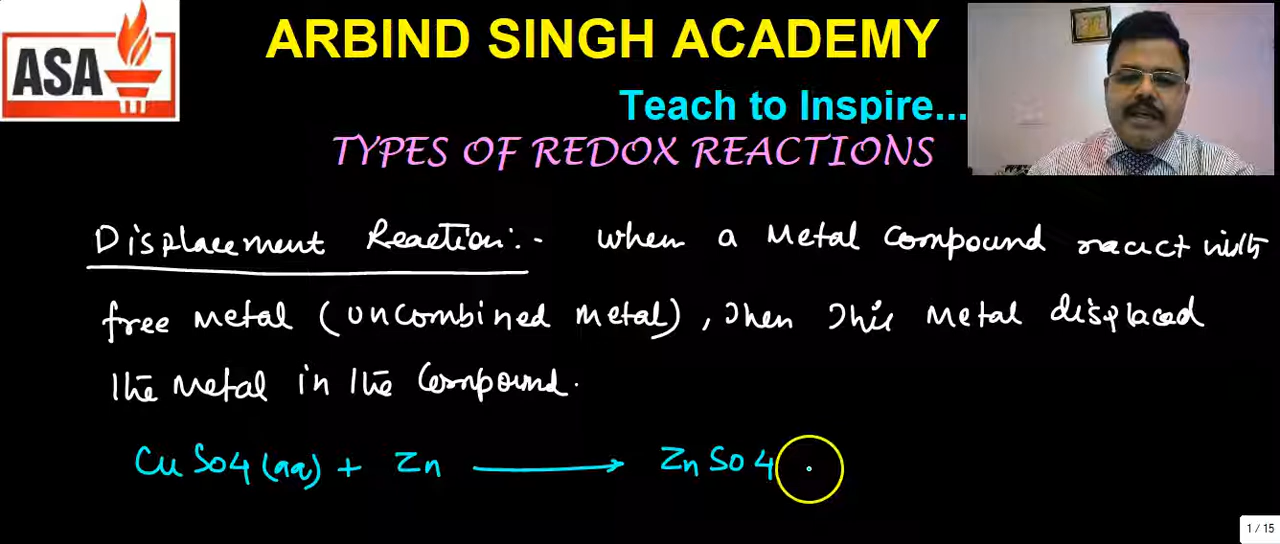 ASA
ARBIND SINGH ACADEMY
Teach to Inspire...
TYPES OF REDOX REACTIONS
Displacement Reaction:- when a Metal Compound react with
free metal (uncombined metal), then this metal displaced
the metal in the Compound.
CuSO4(aq) + Zn → ZnSO4
1 / 15